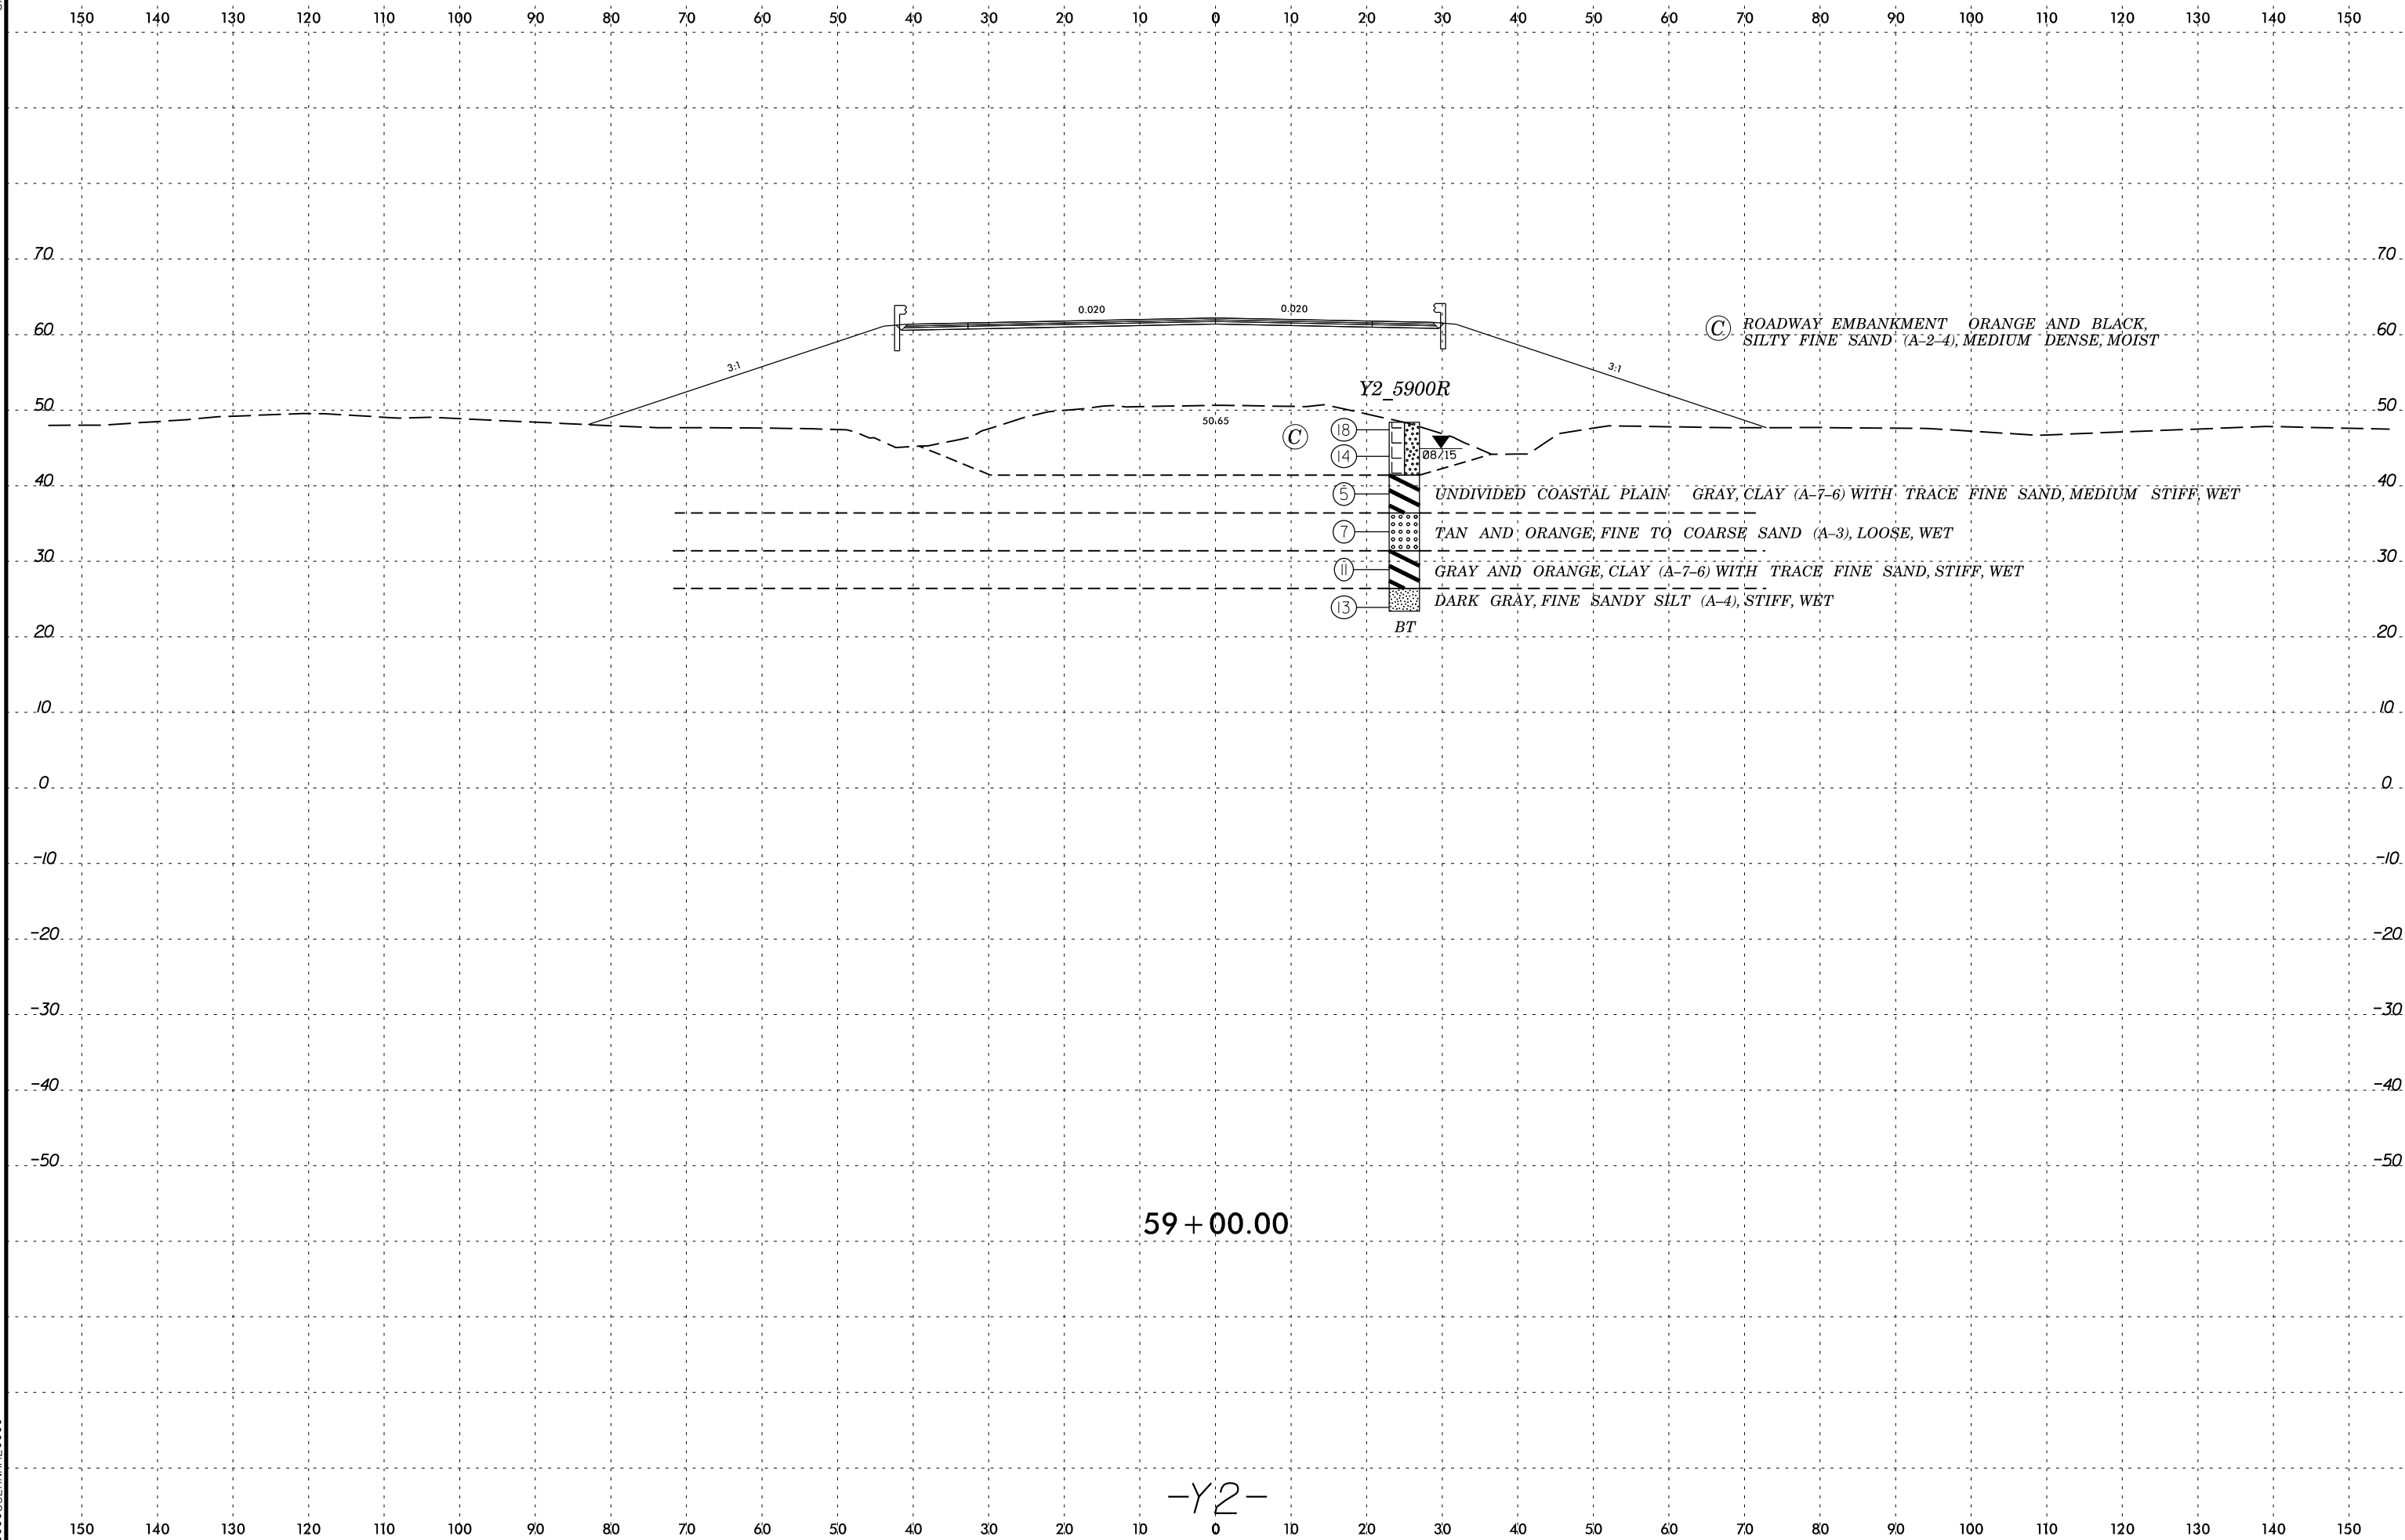 150 140 130 120 110 100 90 80 70 60 50 40 30 20 10 0 10 20 30 40 50 60 70 80 90 100 110 120 130 140 150
70 70
0.020 0.020
60 60
C ROADWAY EMBANKMENT ORANGE AND BLACK,
SILTY FINE SAND (A-2-4), MEDIUM DENSE, MOIST
3:1 3:1
Y2_5900R
50 50
50.65
C
18
14
08/15
40 40
5 UNDIVIDED COASTAL PLAIN GRAY, CLAY (A-7-6) WITH TRACE FINE SAND, MEDIUM STIFF, WET
7 TAN AND ORANGE, FINE TO COARSE SAND (A-3), LOOSE, WET
30 30
11 GRAY AND ORANGE, CLAY (A-7-6) WITH TRACE FINE SAND, STIFF, WET
13 DARK GRAY, FINE SANDY SILT (A-4), STIFF, WET
BT
20 20
10 10
0 0
-10 -10
-20 -20
-30 -30
-40 -40
-50 -50
59+00.00
-Y2-
150 140 130 120 110 100 90 80 70 60 50 40 30 20 10 0 10 20 30 40 50 60 70 80 90 100 110 120 130 140 150